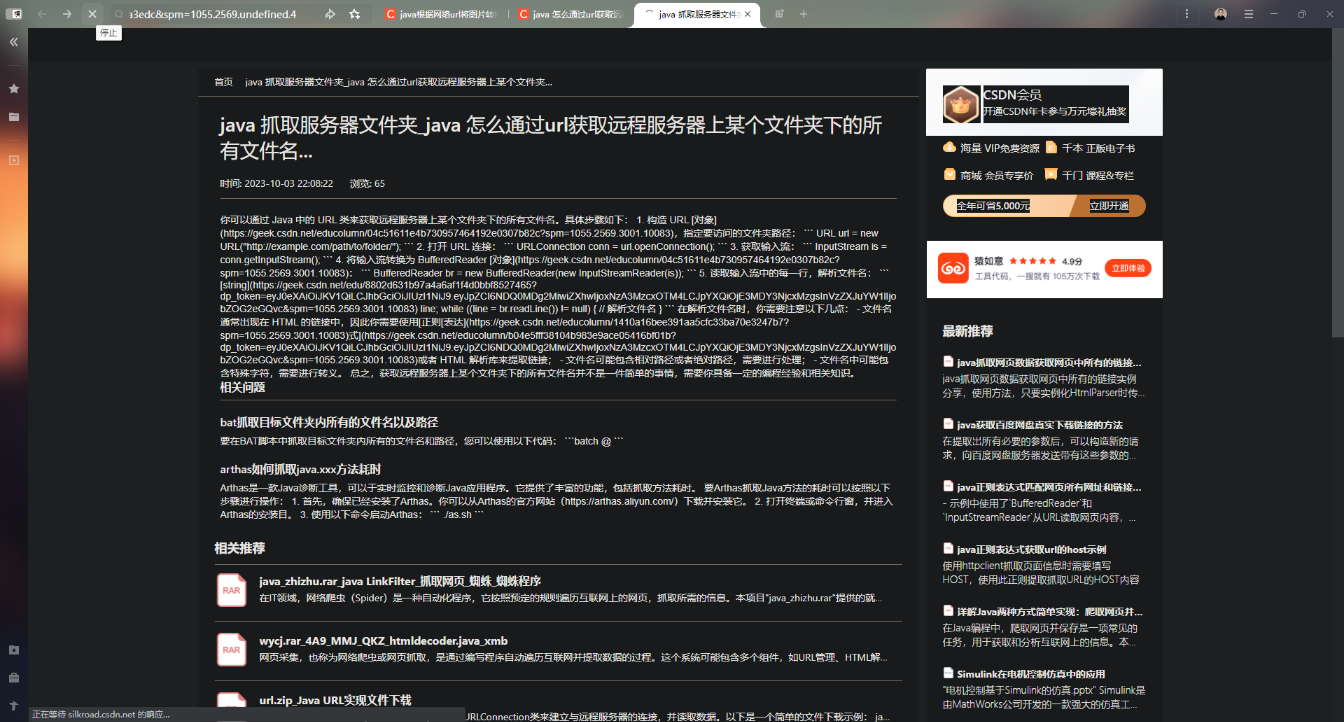 a3edc&spm=1055.2569.undefined.4
java根据网络url将图片转
java 怎么通过url获取远
java 抓取服务器文件
停止
首页 java 抓取服务器文件夹_java 怎么通过url获取远程服务器上某个文件夹...
java 抓取服务器文件夹_java 怎么通过url获取远程服务器上某个文件夹下的所
有文件名...
时间: 2023-10-03 22:08:22 浏览: 65
你可以通过 Java 中的 URL 类来获取远程服务器上某个文件夹下的所有文件名。具体步骤如下： 1. 构造 URL [对象]
(https://geek.csdn.net/educolumn/04c51611e4b730957464192e0307b82c?spm=1055.2569.3001.10083)，指定要访问的文件夹路径： ``` URL url = new
URL("http://example.com/path/to/folder/"); ``` 2. 打开 URL 连接： ``` URLConnection conn = url.openConnection(); ``` 3. 获取输入流： ``` InputStream is =
conn.getInputStream(); ``` 4. 将输入流转换为 BufferedReader [对象](https://geek.csdn.net/educolumn/04c51611e4b730957464192e0307b82c?
spm=1055.2569.3001.10083)： ``` BufferedReader br = new BufferedReader(new InputStreamReader(is)); ``` 5. 读取输入流中的每一行，解析文件名： ```
[string](https://geek.csdn.net/edu/8802d631b97a4a6af1f4d0bbf8527465?
dp_token=eyJ0eXAiOiJKV1QiLCJhbGciOiJIUzI1NiJ9.eyJpZCI6NDQ0MDg2MiwiZXhwIjoxNzA3MzcxOTM4LCJpYXQiOjE3MDY3NjcxMzgsInVzZXJuYW1lIjo
bZOG2eGQvc&spm=1055.2569.3001.10083) line; while ((line = br.readLine()) != null) { // 解析文件名 } ``` 在解析文件名时，你需要注意以下几点： - 文件名
通常出现在 HTML 的链接中，因此你需要使用[正则[表达](https://geek.csdn.net/educolumn/1410a16bee391aa5cfc33ba70e3247b7?
spm=1055.2569.3001.10083)式](https://geek.csdn.net/educolumn/b04e5fff38104b983e9ace05416bf01b?
dp_token=eyJ0eXAiOiJKV1QiLCJhbGciOiJIUzI1NiJ9.eyJpZCI6NDQ0MDg2MiwiZXhwIjoxNzA3MzcxOTM4LCJpYXQiOjE3MDY3NjcxMzgsInVzZXJuYW1lIjo
bZOG2eGQvc&spm=1055.2569.3001.10083)或者 HTML 解析库来提取链接； - 文件名可能包含相对路径或者绝对路径，需要进行处理； - 文件名中可能包
含特殊字符，需要进行转义。 总之，获取远程服务器上某个文件夹下的所有文件名并不是一件简单的事情，需要你具备一定的编程经验和相关知识。
相关问题
bat抓取目标文件夹内所有的文件名以及路径
要在BAT脚本中抓取目标文件夹内所有的文件名和路径，您可以使用以下代码： ```batch @ ```
arthas如何抓取java.xxx方法耗时
Arthas是一款Java诊断工具，可以于实时监控和诊断Java应用程序。它提供了丰富的功能，包括抓取方法耗时。 要Arthas抓取Java方法的耗时可以按照以下
步骤进行操作： 1. 首先，确保已经安装了Arthas。你可以从Arthas的官方网站（https://arthas.aliyun.com/）下载并安装它。 2. 打开终端或命令行窗，并进入
Arthas的安装目。 3. 使用以下命令启动Arthas： ``` ./as.sh ```
相关推荐
RAR
java_zhizhu.rar_java LinkFilter_抓取网页_蜘蛛_蜘蛛程序
在IT领域，网络爬虫（Spider）是一种自动化程序，它按照预定的规则遍历互联网上的网页，抓取所需的信息。本项目"java_zhizhu.rar"提供的就...
RAR
wycj.rar_4A9_MMJ_QKZ_htmldecoder.java_xmb
网页采集，也称为网络爬虫或网页抓取，是通过编写程序自动遍历互联网并提取数据的过程。这个系统可能包含多个组件，如URL管理、HTML解...
url.zip_Java URL实现文件下载
URLConnection类来建立与远程服务器的连接，并读取数据。以下是一个简单的文件下载示例： ja...
正在等待 silkroad.csdn.net 的响应...
CSDN会员
开通CSDN年卡参与万元壕礼抽奖
海量 VIP免费资源 千本 正版电子书
商城 会员专享价 千门 课程&专栏
全年可省5,000元 立即开通
猿如意 ★★★★★ 4.9分
工具代码，一搜就有 105万次下载
立即体验
最新推荐
java抓取网页数据获取网页中所有的链接...
java抓取网页数据获取网页中所有的链接实例
分享，使用方法，只要实例化HtmlParser时传...
java获取百度网盘真实下载链接的方法
在提取出所有必要的参数后，可以构造新的请
求，向百度网盘服务器发送带有这些参数的...
java正则表达式匹配网页所有网址和链接...
- 示例中使用了`BufferedReader`和
`InputStreamReader`从URL读取网页内容，...
java正则表达式获取url的host示例
使用httpclient抓取页面信息时需要填写
HOST，使用此正则提取抓取URL的HOST内容
详解Java两种方式简单实现：爬取网页并...
在Java编程中，爬取网页并保存是一项常见的
任务，用于获取和分析互联网上的信息。本...
Simulink在电机控制仿真中的应用
"电机控制基于Simulink的仿真.pptx" Simulink是
由MathWorks公司开发的一款强大的仿真工...